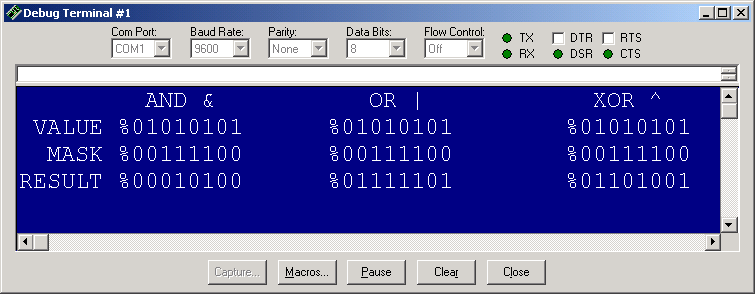 Debug Terminal #1
Com Port: Baud Rate: Parity: Data Bits: Flow Control: TX DTR RTS
COM1 9600 None 8 Off RX DSR CTS
AND & OR | XOR ^
VALUE %01010101 %01010101 %01010101
MASK %00111100 %00111100 %00111100
RESULT %00010100 %01111101 %01101001
Capture... Macros... Pause Clear Close